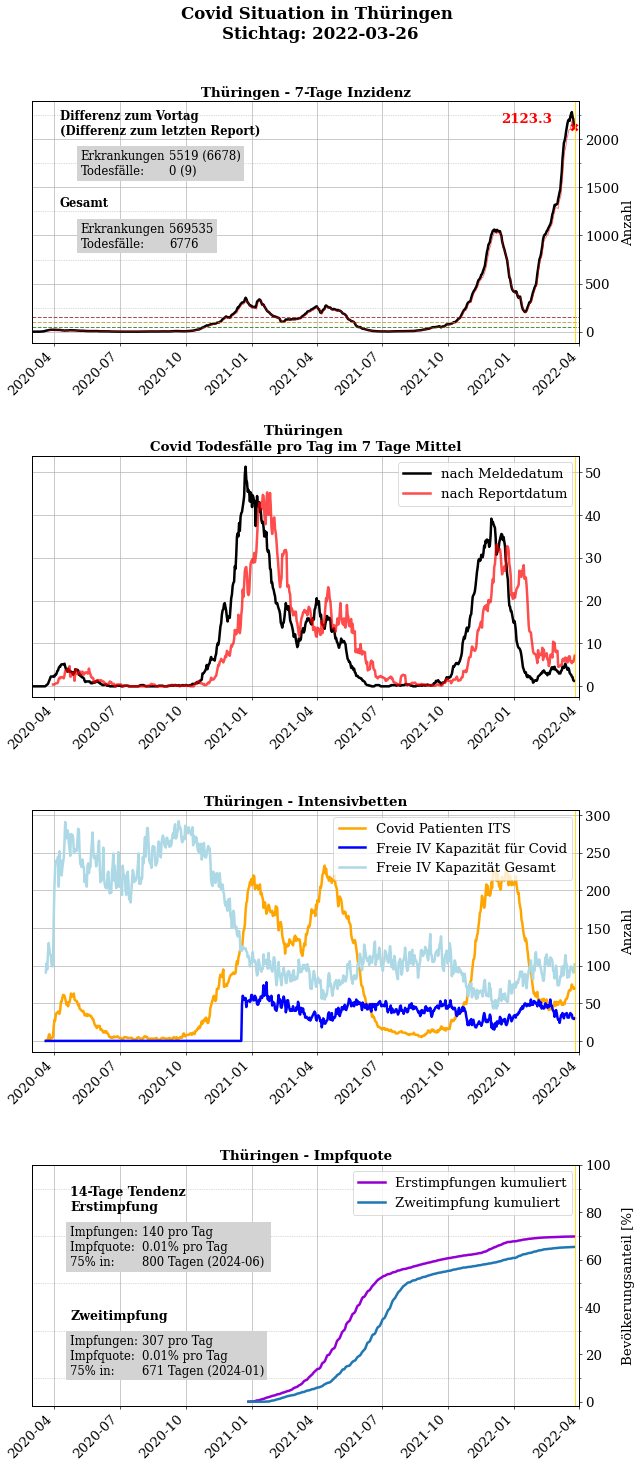 Covid Situation in Thüringen
Stichtag: 2022-03-26
Thüringen - 7-Tage Inzidenz
Differenz zum Vortag
(Differenz zum letzten Report)
Erkrankungen 5519 (6678)
Todesfälle: 0 (9)
Gesamt
Erkrankungen 569535
Todesfälle: 6776
2123.3
2000
1500
1000
500
0
Anzahl
2020-04 2020-07 2020-10 2021-01 2021-04 2021-07 2021-10 2022-01 2022-04
Thüringen
Covid Todesfälle pro Tag im 7 Tage Mittel
nach Meldedatum
nach Reportdatum
50
40
30
20
10
0
2020-04 2020-07 2020-10 2021-01 2021-04 2021-07 2021-10 2022-01 2022-04
Thüringen - Intensivbetten
Covid Patienten ITS
Freie IV Kapazität für Covid
Freie IV Kapazität Gesamt
300
250
200
150
100
50
0
Anzahl
2020-04 2020-07 2020-10 2021-01 2021-04 2021-07 2021-10 2022-01 2022-04
Thüringen - Impfquote
14-Tage Tendenz
Erstimpfung
Impfungen: 140 pro Tag
Impfquote: 0.01% pro Tag
75% in: 800 Tagen (2024-06)
Zweitimpfung
Impfungen: 307 pro Tag
Impfquote: 0.01% pro Tag
75% in: 671 Tagen (2024-01)
Erstimpfungen kumuliert
Zweitimpfung kumuliert
100
80
60
40
20
0
Bevölkerungsanteil [%]
2020-04 2020-07 2020-10 2021-01 2021-04 2021-07 2021-10 2022-01 2022-04